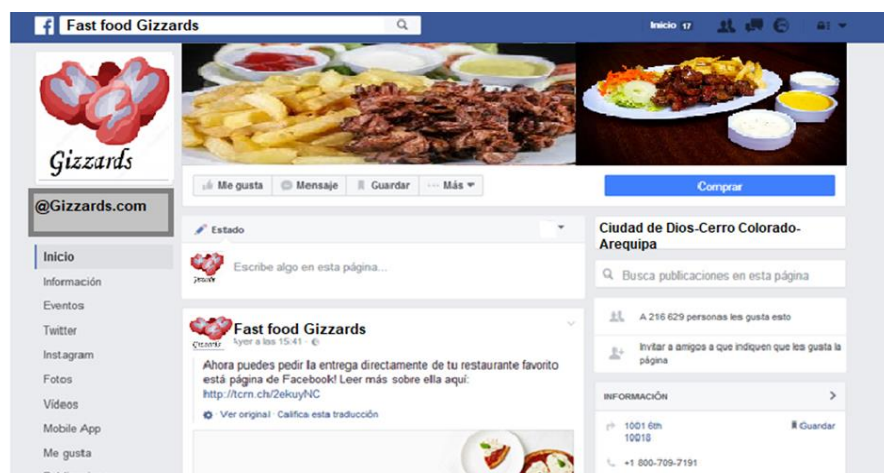 Fast food Gizzards
Inicio 17
Gizzards
@Gizzards.com
Me gusta
Mensaje
Guardar
Más
Comprar
Inicio
Información
Eventos
Twitter
Instagram
Fotos
Vídeos
Mobile App
Me gusta
Estado
Escribe algo en esta página...
Fast food Gizzards
Ayer a las 15:41 ·
Ahora puedes pedir la entrega directamente de tu restaurante favorito
está página de Facebook! Leer más sobre ella aquí:
http://tcrn.ch/2ekuyNC
Ver original · Califica esta traducción
Ciudad de Dios-Cerro Colorado-
Arequipa
Busca publicaciones en esta página
A 216 629 personas les gusta esto
Invitar a amigos a que indiquen que les gusta la
página
INFORMACIÓN
1001 6th
10018
Guardar
+1 800-709-7191